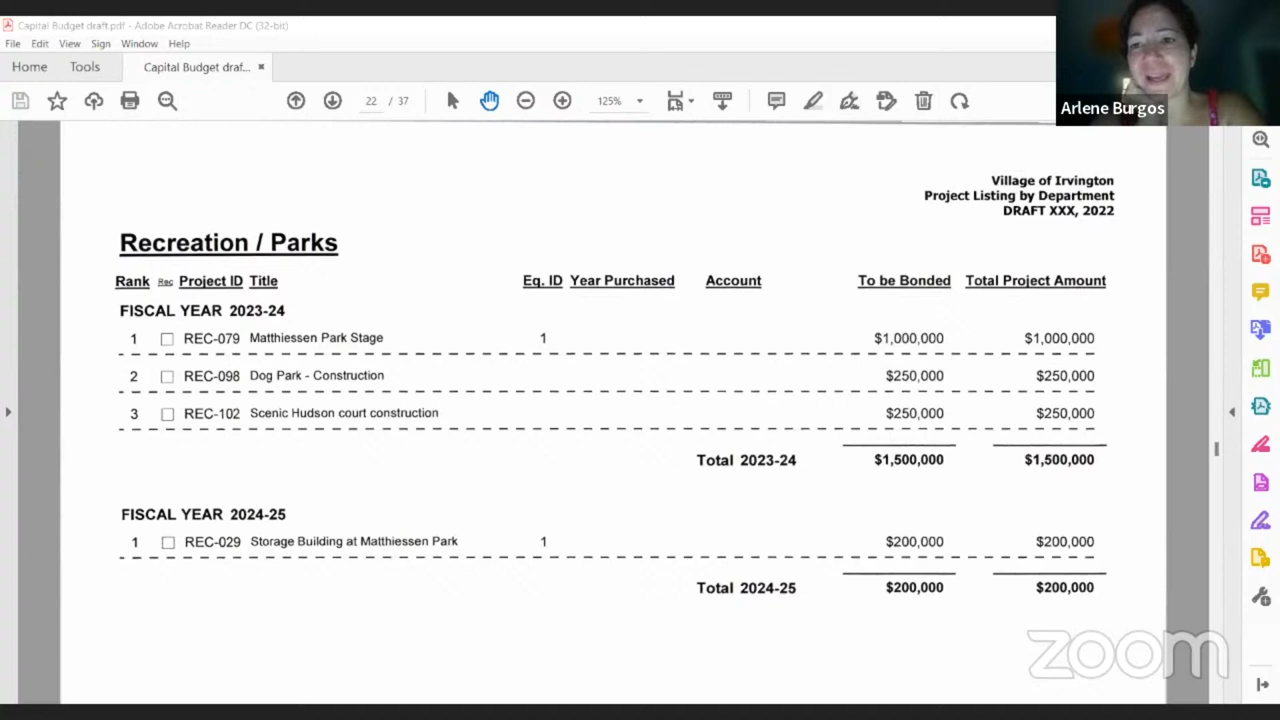 Capital Budget draft.pdf - Adobe Acrobat Reader DC (32-bit)
File Edit View Sign Window Help
Home Tools Capital Budget draf... ×
22 / 37 125%
Arlene Burgos
Village of Irvington
Project Listing by Department
DRAFT XXX, 2022
Recreation / Parks
Rank Rec Project ID Title Eq. ID Year Purchased Account To be Bonded Total Project Amount
FISCAL YEAR 2023-24
1 REC-079 Matthiessen Park Stage 1 $1,000,000 $1,000,000
2 REC-098 Dog Park - Construction $250,000 $250,000
3 REC-102 Scenic Hudson court construction $250,000 $250,000
Total 2023-24 $1,500,000 $1,500,000
FISCAL YEAR 2024-25
1 REC-029 Storage Building at Matthiessen Park 1 $200,000 $200,000
Total 2024-25 $200,000 $200,000
zoom